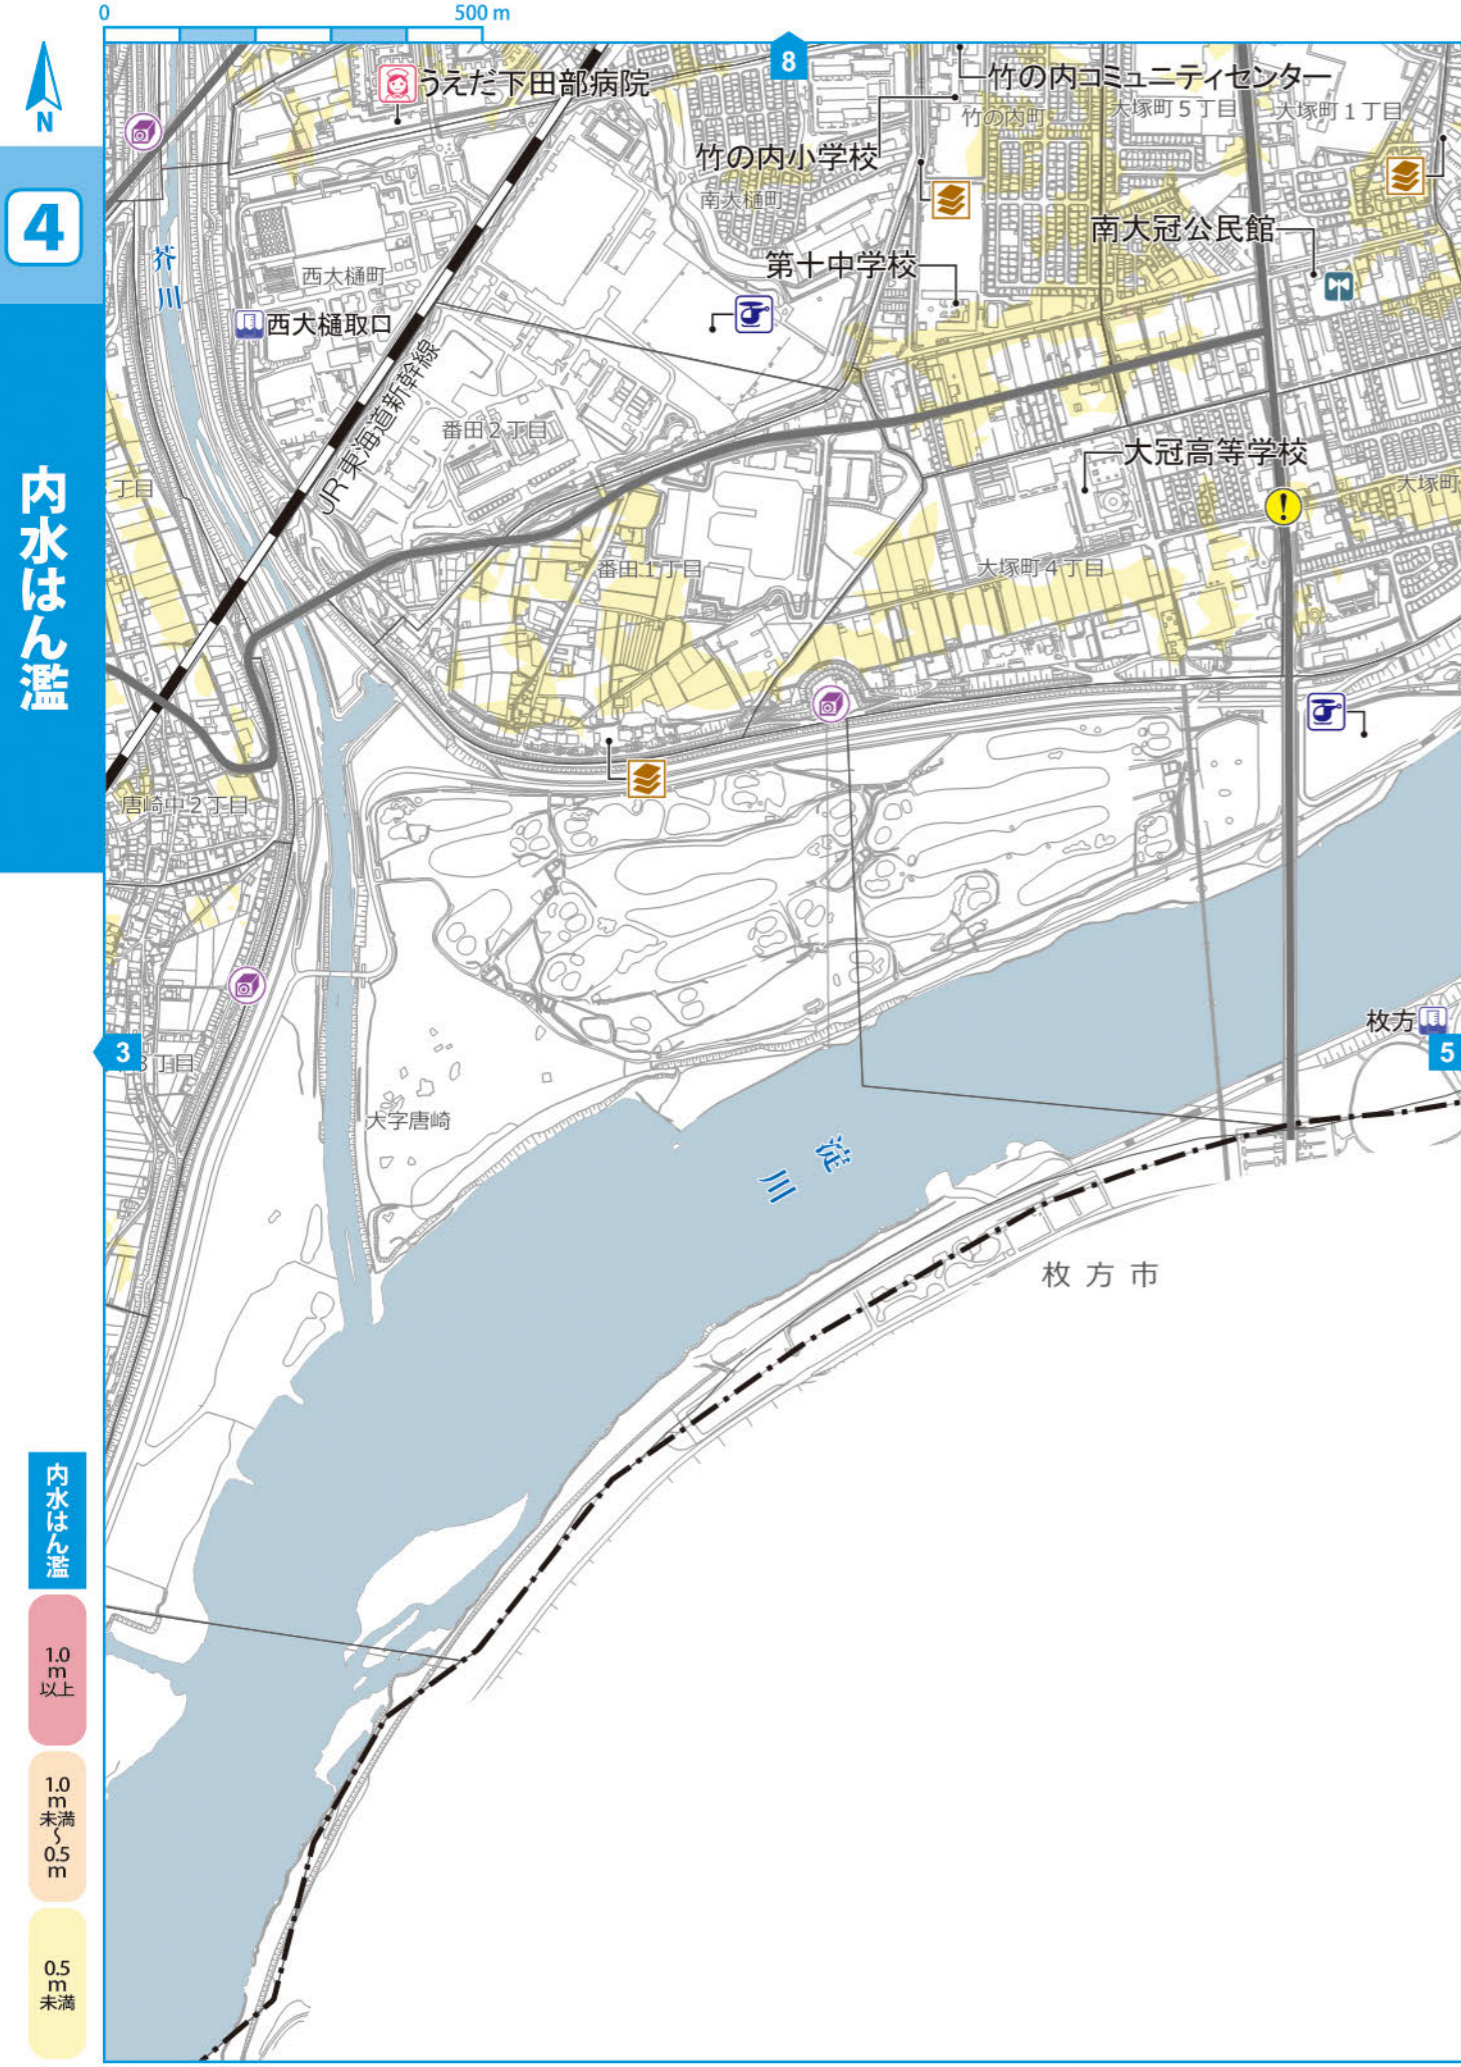 0
500 m
N
4
内水はん濫
8
うえだ下田部病院
竹の内コミュニティセンター
竹の内町
大塚町5丁目
大塚町1丁目
竹の内小学校
南大樋町
南大冠公民館
芥川
西大樋町
第十中学校
西大樋取口
JR東海道新幹線
番田2丁目
大冠高等学校
丁目
大塚町
!
番田1丁目
大塚町4丁目
唐崎中2丁目
枚方
3
3丁目
5
大字唐崎
淀川
枚方市
内水はん濫
1.0m以上
1.0m未満〜0.5m
0.5m未満